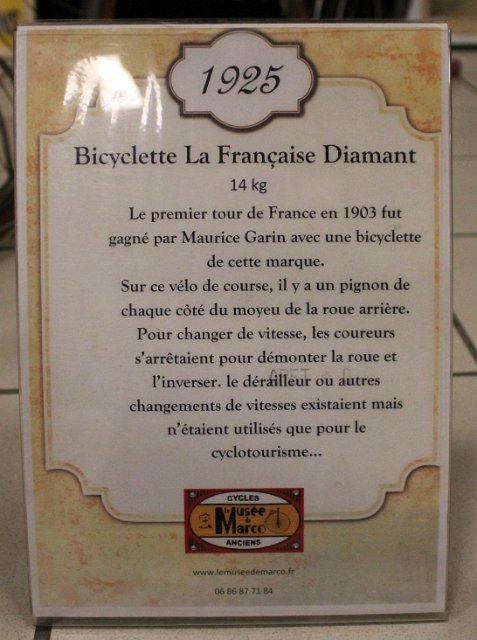 1925
Bicyclette La Française Diamant
14 kg
Le premier tour de France en 1903 fut
gagné par Maurice Garin avec une bicyclette
de cette marque.
Sur ce vélo de course, il y a un pignon de
chaque côté du moyeu de la roue arrière.
Pour changer de vitesse, les coureurs
s'arrêtaient pour démonter la roue et
l'inverser. le dérailleur ou autres
changements de vitesses existaient mais
n'étaient utilisés que pour le
cyclotourisme...
CYCLES
le Musée
de Marco
ANCIENS
www.lemuseedemarco.fr
06 86 87 71 84